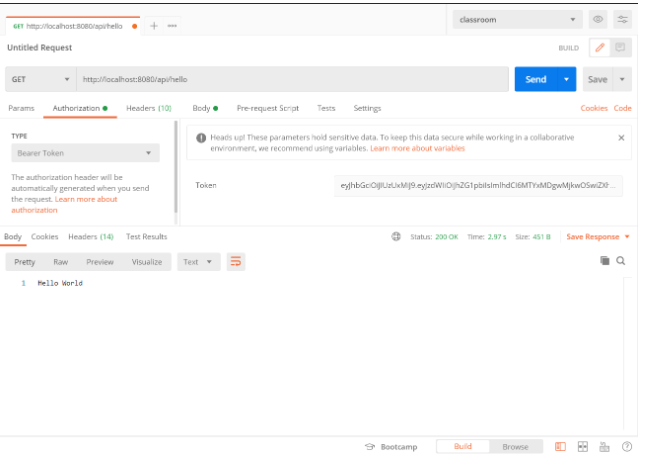 GET http://localhost:8080/api/hello
classroom
Untitled Request
BUILD
GET http://localhost:8080/api/hello Send Save
Params Authorization Headers (10) Body Pre-request Script Tests Settings Cookies Code
TYPE
Bearer Token
The authorization header will be
automatically generated when you send
the request. Learn more about
authorization
Heads up! These parameters hold sensitive data. To keep this data secure while working in a collaborative
environment, we recommend using variables. Learn more about variables
Token
Body Cookies Headers (14) Test Results Status: 200 OK Time: 2.97 s Size: 451 B Save Response
Pretty Raw Preview Visualize Text
1 Hello World
Bootcamp Build Browse